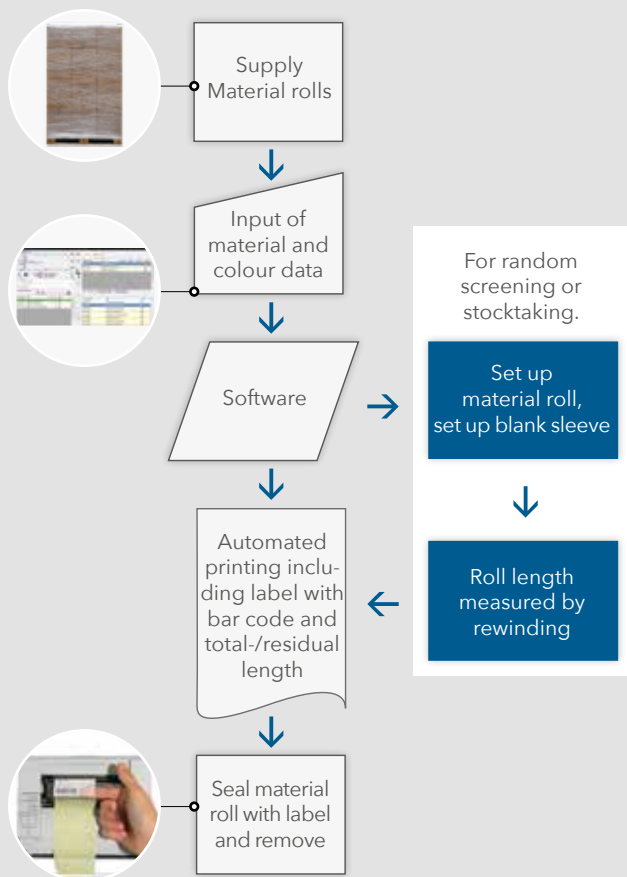 Supply
Material rolls
Input of
material and
colour data
For random
screening or
stocktaking.
Software
Set up
material roll,
set up blank sleeve
Automated
printing inclu-
ding label with
bar code and
total-/residual
length
Roll length
measured by
rewinding
Seal material
roll with label
and remove